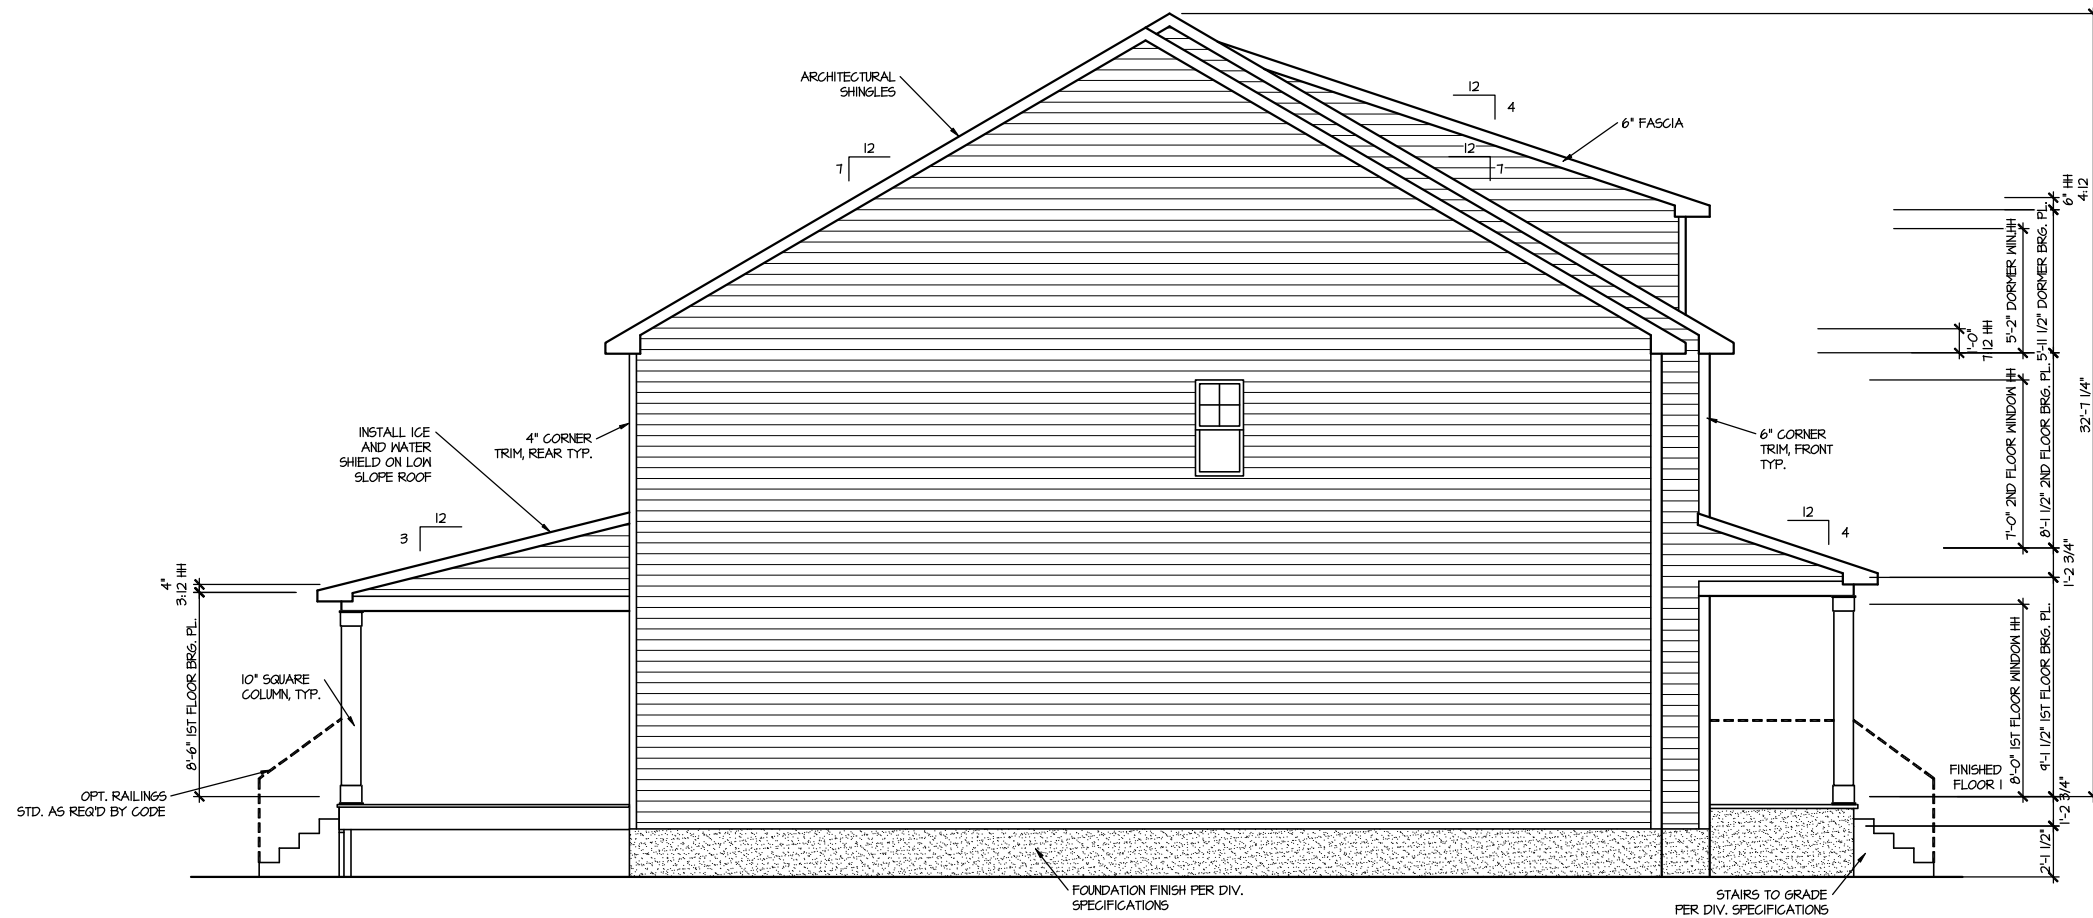 ARCHITECTURAL
SHINGLES
12
7
12
4
6" FASCIA
12
7
INSTALL ICE
AND WATER
SHIELD ON LOW
SLOPE ROOF
4" CORNER
TRIM, REAR TYP.
6" CORNER
TRIM, FRONT
TYP.
12
3
12
4
4"
3:12 HH
8'-6" 1ST FLOOR BRG. PL.
10" SQUARE
COLUMN, TYP.
OPT. RAILINGS
STD. AS REQ'D BY CODE
FOUNDATION FINISH PER DIV.
SPECIFICATIONS
STAIRS TO GRADE
PER DIV. SPECIFICATIONS
FINISHED
FLOOR 1
1'-0"
7:12 HH
5'-2" DORMER WIN.HH
7'-0" 2ND FLOOR WINDOW HH
8'-0" 1ST FLOOR WINDOW HH
6" HH
4:12
5'-11 1/2" DORMER BRG. PL.
8'-1 1/2" 2ND FLOOR BRG. PL.
1'-2 3/4"
9'-1 1/2" 1ST FLOOR BRG. PL.
1'-2 3/4"
2'-1 1/2"
32'-7 1/4"